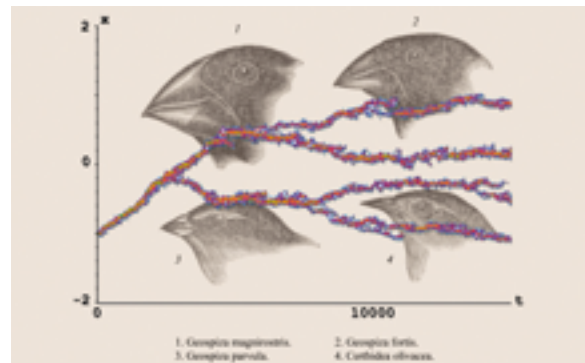 x
2
1
2
0
3
4
-2
0
10000
t
1. Geospiza magnirostris. 2. Geospiza fortis.
3. Geospiza parvula. 4. Certhidea olivacea.